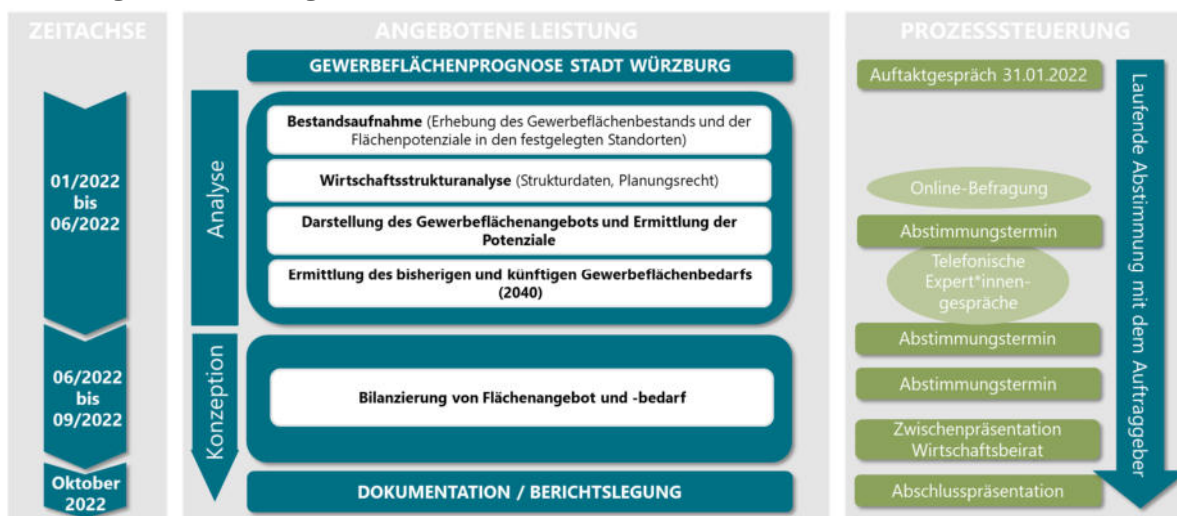 ZEITACHSE
01/2022
bis
06/2022
06/2022
bis
09/2022
Oktober
2022
ANGEBOTENE LEISTUNG
GEWERBEFLÄCHENPROGNOSE STADT WÜRZBURG
Analyse
Bestandsaufnahme (Erhebung des Gewerbeflächenbestands und der
Flächenpotenziale in den festgelegten Standorten)
Wirtschaftsstrukturanalyse (Strukturdaten, Planungsrecht)
Darstellung des Gewerbeflächenangebots und Ermittlung der
Potenziale
Ermittlung des bisherigen und künftigen Gewerbeflächenbedarfs
(2040)
Konzeption
Bilanzierung von Flächenangebot und -bedarf
DOKUMENTATION / BERICHTSLEGUNG
PROZESSSTEUERUNG
Auftaktgespräch 31.01.2022
Online-Befragung
Abstimmungstermin
Telefonische
Expert*innen-
gespräche
Abstimmungstermin
Abstimmungstermin
Zwischenpräsentation
Wirtschaftsbeirat
Abschlusspräsentation
Laufende Abstimmung mit dem Auftraggeber